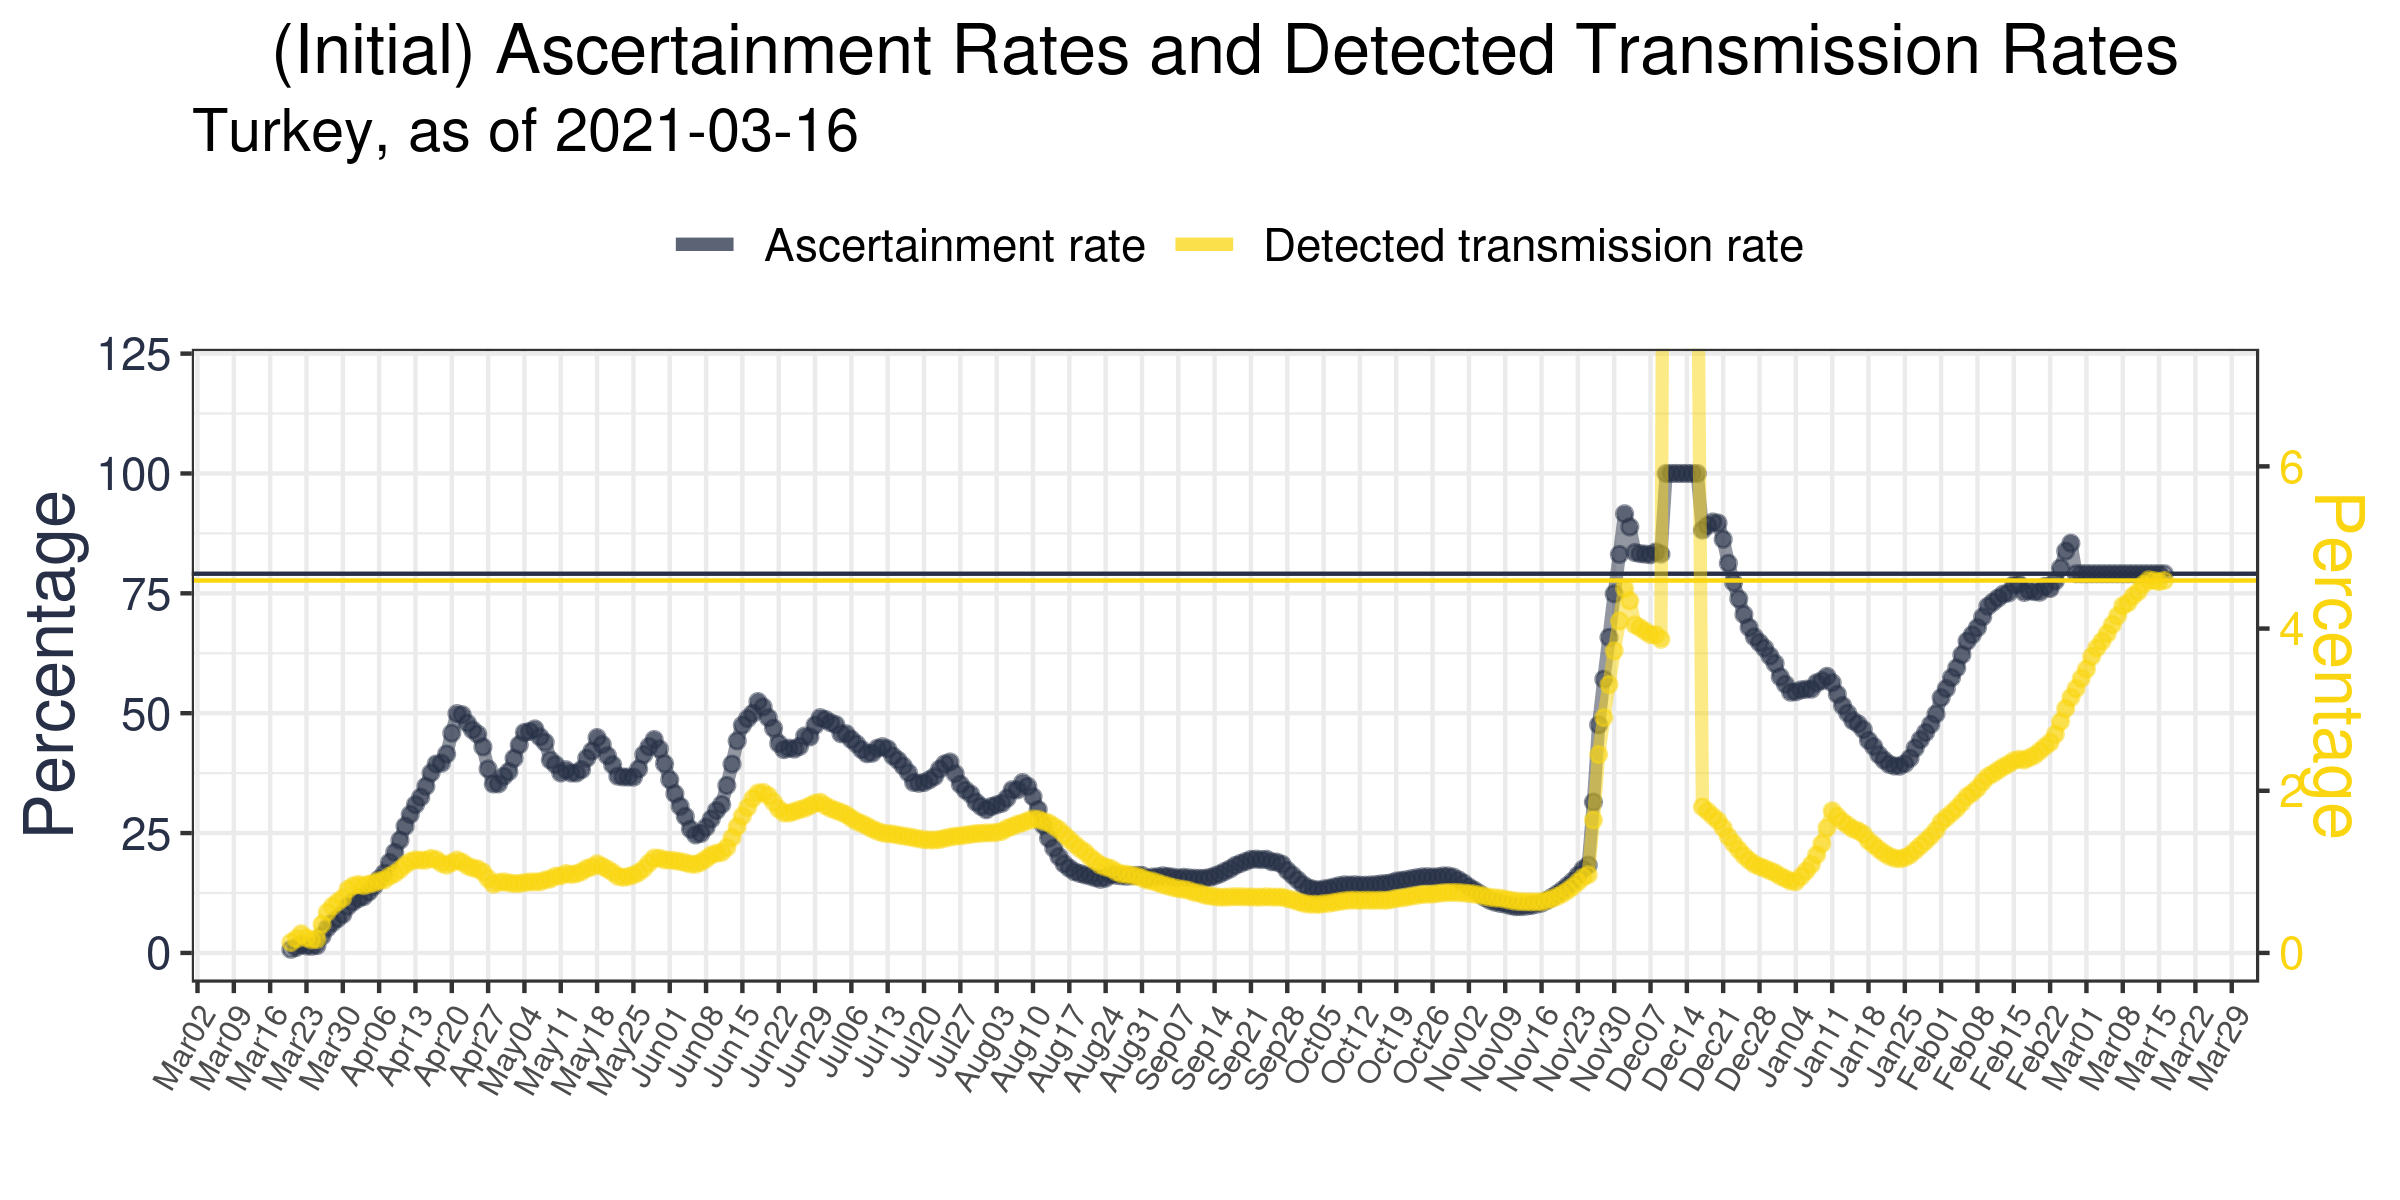 (Initial) Ascertainment Rates and Detected Transmission Rates
Turkey, as of 2021-03-16
Ascertainment rate
Detected transmission rate
Percentage
125
100
75
50
25
0
6
4
2
0
Percentage
Mar02
Mar09
Mar16
Mar23
Mar30
Apr06
Apr13
Apr20
Apr27
May04
May11
May18
May25
Jun01
Jun08
Jun15
Jun22
Jun29
Jul06
Jul13
Jul20
Jul27
Aug03
Aug10
Aug17
Aug24
Aug31
Sep07
Sep14
Sep21
Sep28
Oct05
Oct12
Oct19
Oct26
Nov02
Nov09
Nov16
Nov23
Nov30
Dec07
Dec14
Dec21
Dec28
Jan04
Jan11
Jan18
Jan25
Feb01
Feb08
Feb15
Feb22
Mar01
Mar08
Mar15
Mar22
Mar29